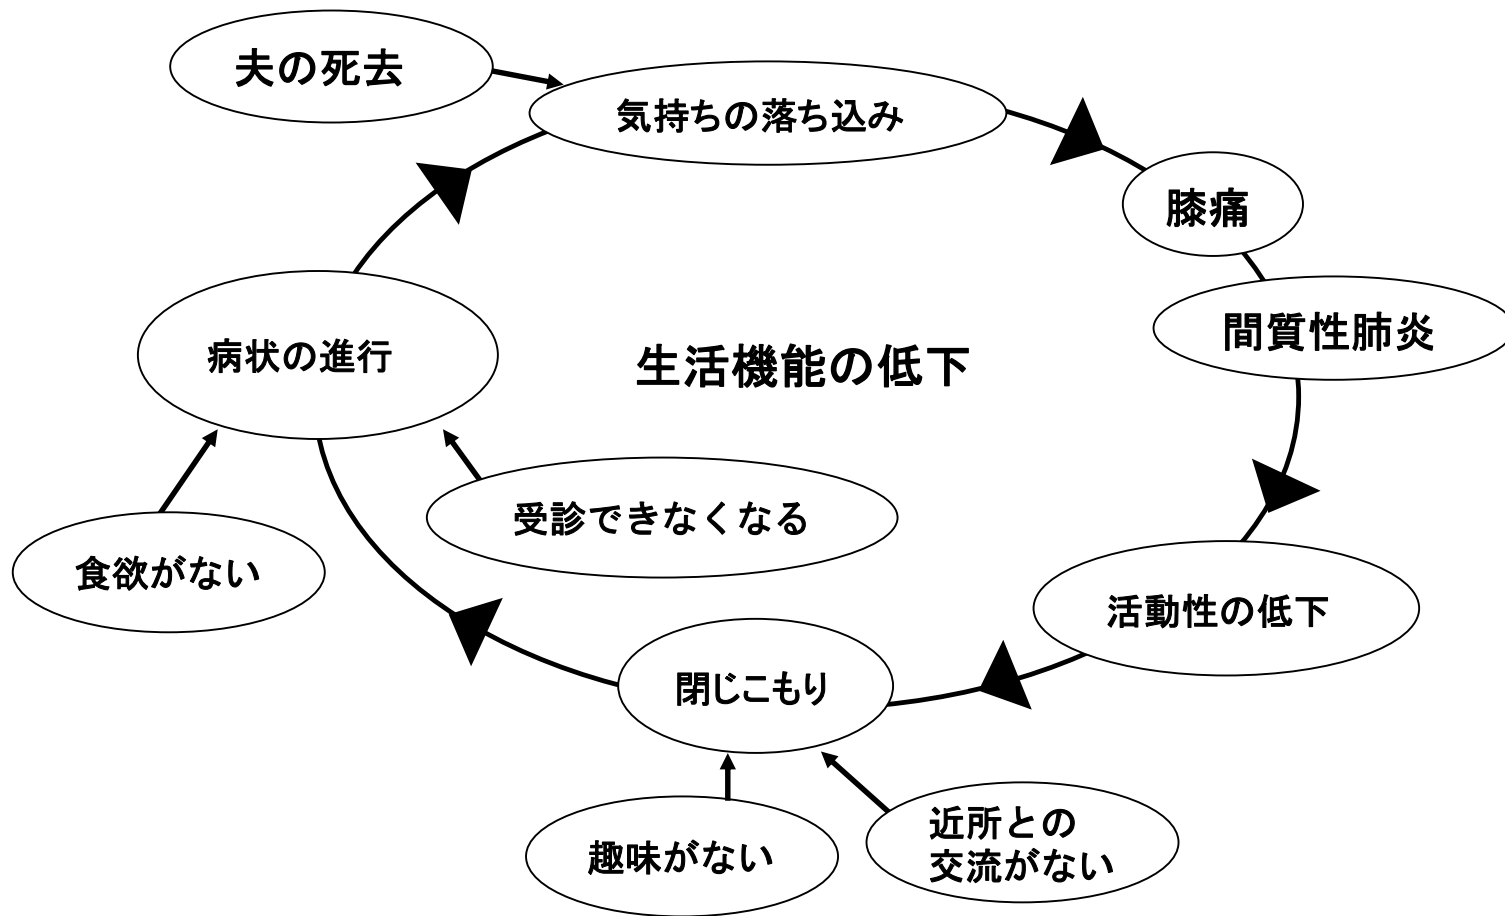 夫の死去
気持ちの落ち込み
膝痛
間質性肺炎
病状の進行
生活機能の低下
受診できなくなる
食欲がない
活動性の低下
閉じこもり
趣味がない
近所との
交流がない